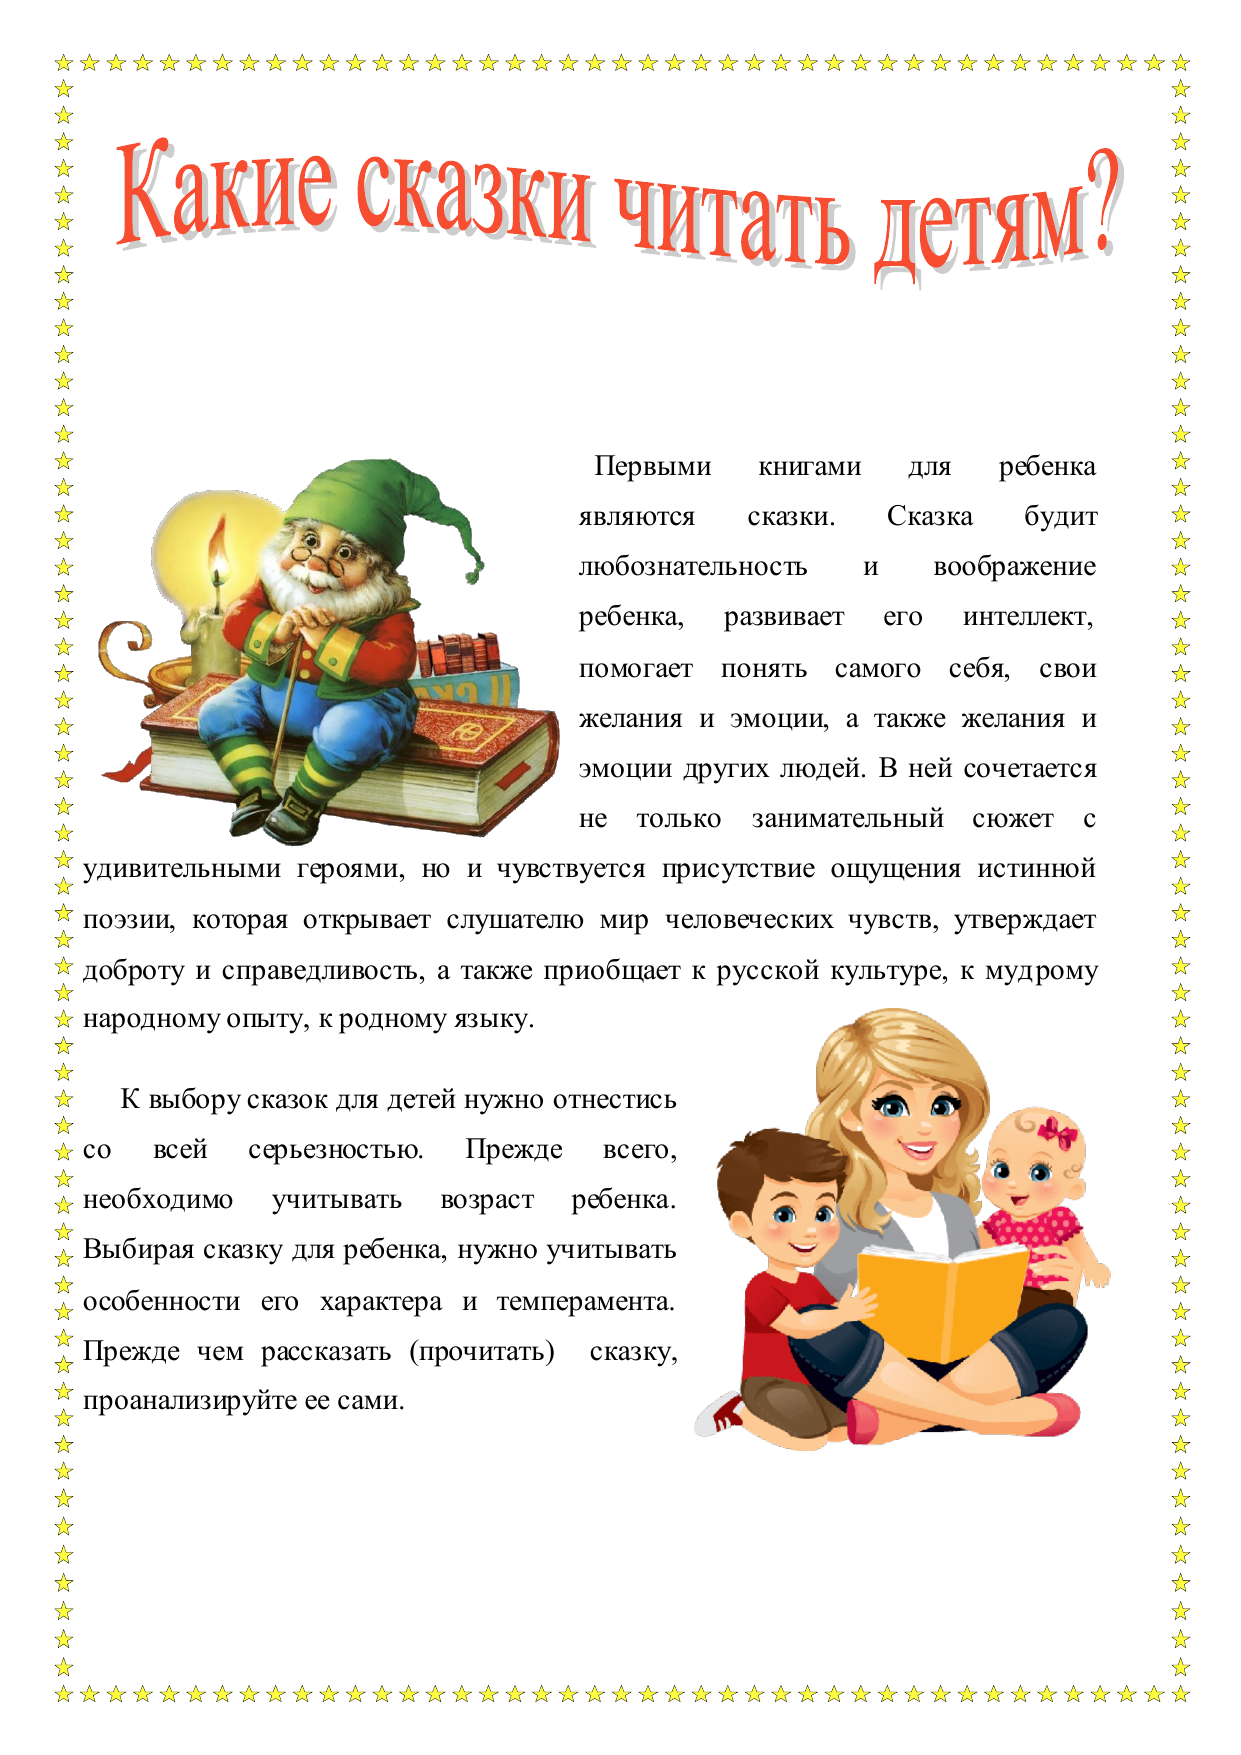 Какие сказки читать детям?
Первыми книгами для ребенка
являются сказки. Сказка будит
любознательность и воображение
ребенка, развивает его интеллект,
помогает понять самого себя, свои
желания и эмоции, а также желания и
эмоции других людей. В ней сочетается
не только занимательный сюжет с
удивительными героями, но и чувствуется присутствие ощущения истинной
поэзии, которая открывает слушателю мир человеческих чувств, утверждает
доброту и справедливость, а также приобщает к русской культуре, к мудрому
народному опыту, к родному языку.
К выбору сказок для детей нужно отнестись
со всей серьезностью. Прежде всего,
необходимо учитывать возраст ребенка.
Выбирая сказку для ребенка, нужно учитывать
особенности его характера и темперамента.
Прежде чем рассказать (прочитать) сказку,
проанализируйте ее сами.